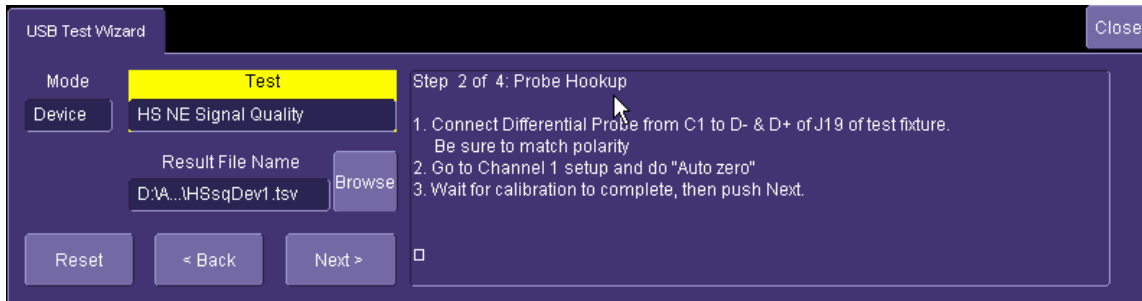 USB Test Wizard
Close
Mode
Test
Device
HS NE Signal Quality
Result File Name
D:\A...\HSsqDev1.tsv
Browse
Reset
< Back
Next >
Step 2 of 4: Probe Hookup
1. Connect Differential Probe from C1 to D- & D+ of J19 of test fixture.
Be sure to match polarity
2. Go to Channel 1 setup and do "Auto zero"
3. Wait for calibration to complete, then push Next.